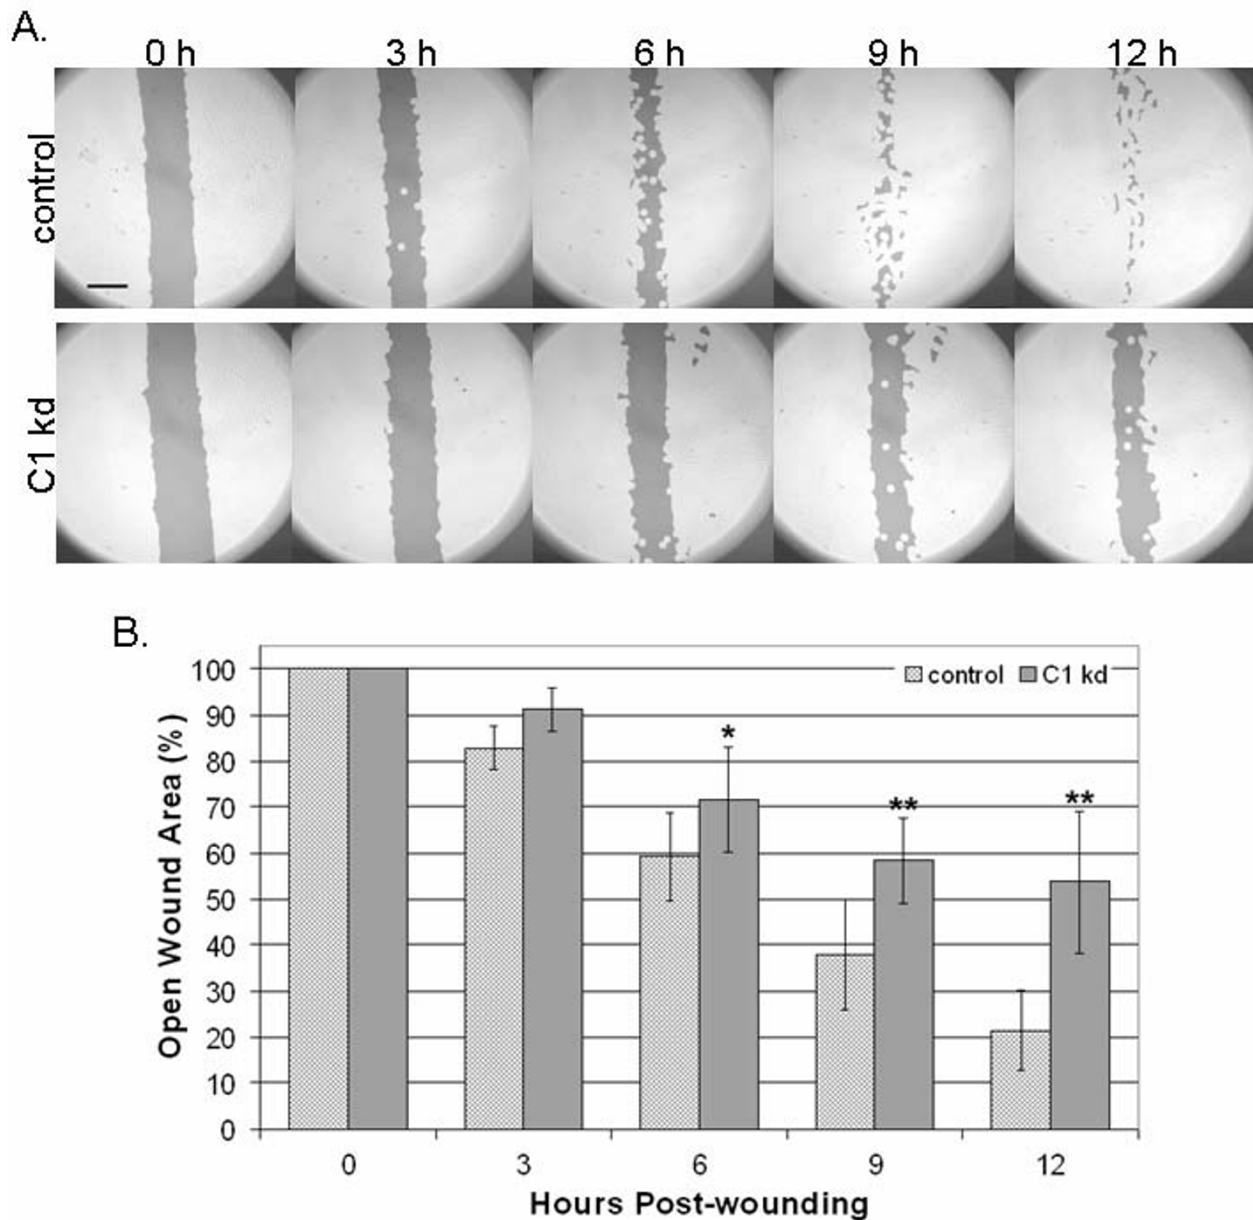 A.
0 h 3 h 6 h 9 h 12 h
control
C1 kd
B.
control C1 kd
Open Wound Area (%)
100
90
80
70
60
50
40
30
20
10
0
*
**
**
0 3 6 9 12
Hours Post-wounding